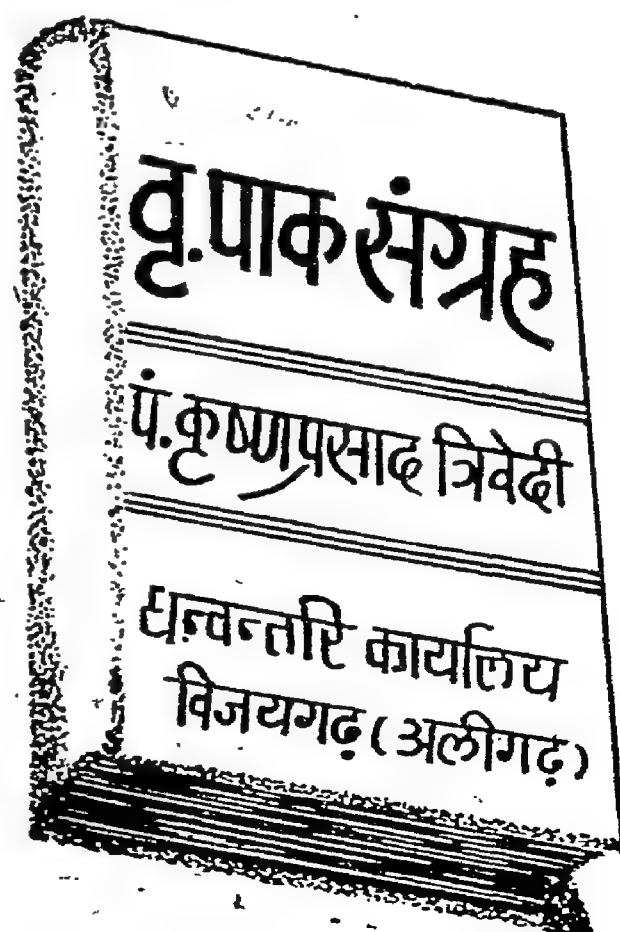 वृ.पाक संग्रह
पं.कृष्णप्रसाद त्रिवेदी
धन्वन्तरि कार्यालय
विजयगढ़ (अलीगढ़)